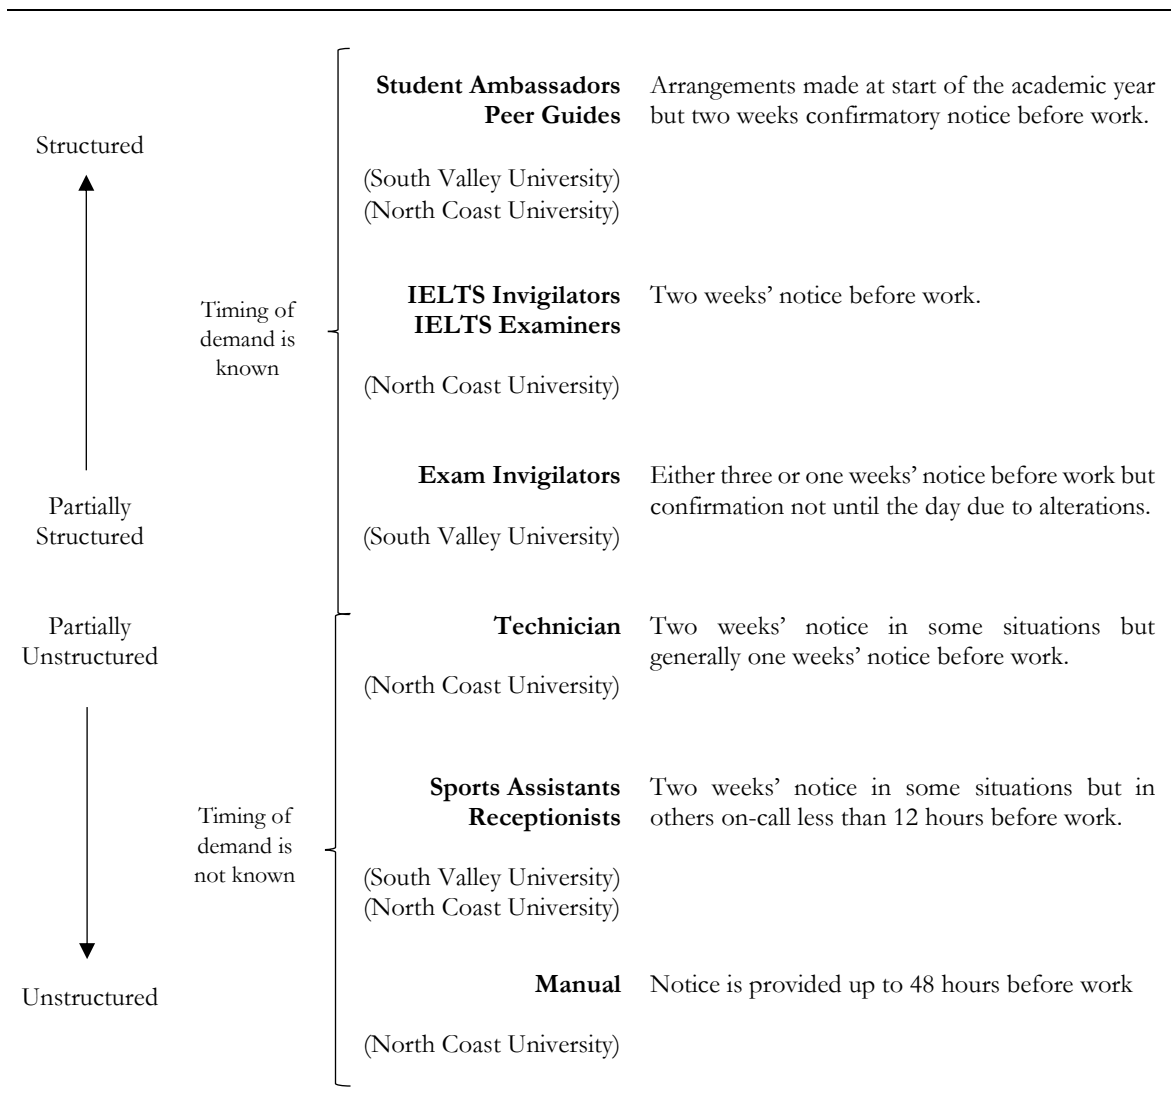 Structured
Partially
Structured
Partially
Unstructured
Unstructured
Timing of
demand is
known
Timing of
demand is
not known
Student Ambassadors
Peer Guides
(South Valley University)
(North Coast University)
Arrangements made at start of the academic year
but two weeks confirmatory notice before work.
IELTS Invigilators
IELTS Examiners
(North Coast University)
Two weeks’ notice before work.
Exam Invigilators
(South Valley University)
Either three or one weeks’ notice before work but
confirmation not until the day due to alterations.
Technician
(North Coast University)
Two weeks’ notice in some situations but
generally one weeks’ notice before work.
Sports Assistants
Receptionists
(South Valley University)
(North Coast University)
Two weeks’ notice in some situations but in
others on-call less than 12 hours before work.
Manual
(North Coast University)
Notice is provided up to 48 hours before work